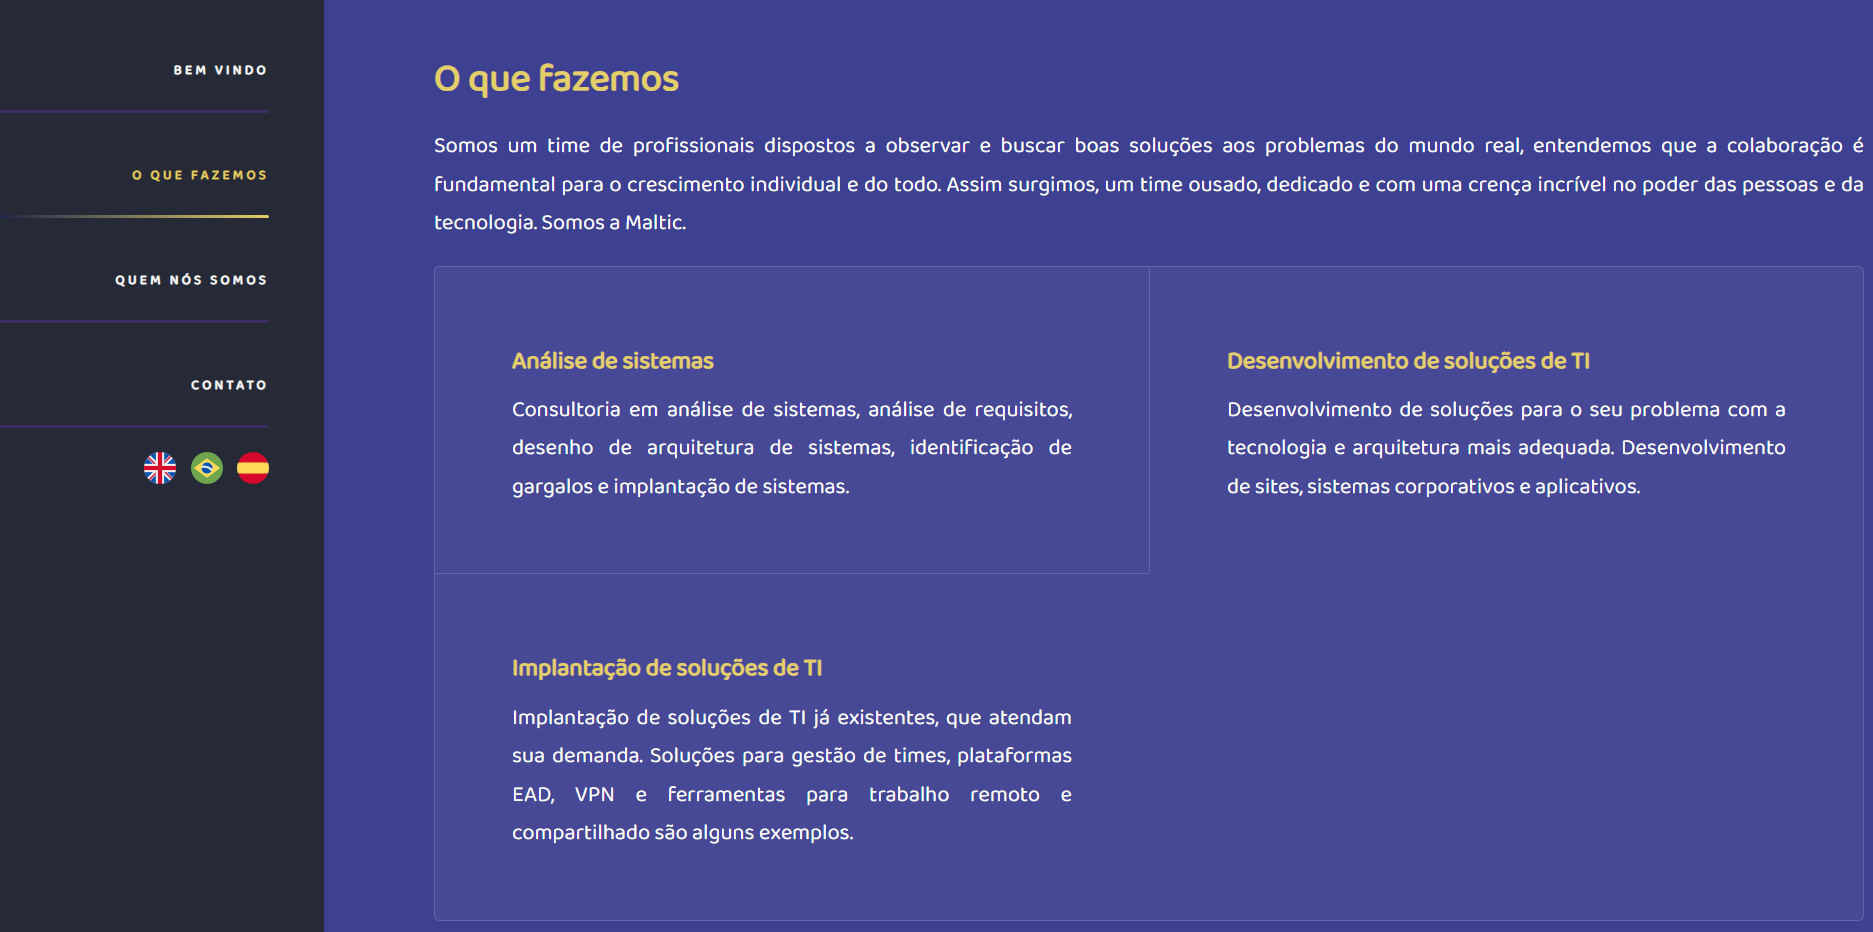 BEM VINDO
O QUE FAZEMOS
QUEM NÓS SOMOS
CONTATO
O que fazemos
Somos um time de profissionais dispostos a observar e buscar boas soluções aos problemas do mundo real, entendemos que a colaboração é
fundamental para o crescimento individual e do todo. Assim surgimos, um time ousado, dedicado e com uma crença incrível no poder das pessoas e da
tecnologia. Somos a Maltic.
Análise de sistemas
Consultoria em análise de sistemas, análise de requisitos,
desenho de arquitetura de sistemas, identificação de
gargalos e implantação de sistemas.
Desenvolvimento de soluções de TI
Desenvolvimento de soluções para o seu problema com a
tecnologia e arquitetura mais adequada. Desenvolvimento
de sites, sistemas corporativos e aplicativos.
Implantação de soluções de TI
Implantação de soluções de TI já existentes, que atendam
sua demanda. Soluções para gestão de times, plataformas
EAD, VPN e ferramentas para trabalho remoto e
compartilhado são alguns exemplos.